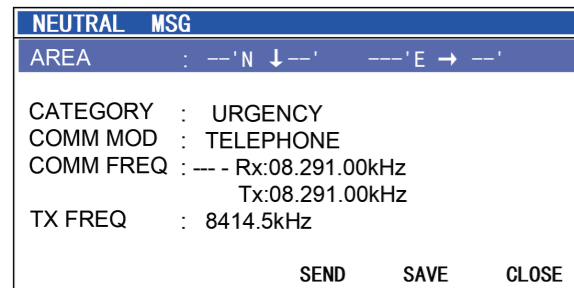 NEUTRAL MSG
AREA : --'N ↓--' ---'E → --'
CATEGORY : URGENCY
COMM MOD : TELEPHONE
COMM FREQ : --- - Rx:08.291.00kHz
Tx:08.291.00kHz
TX FREQ : 8414.5kHz
SEND SAVE CLOSE